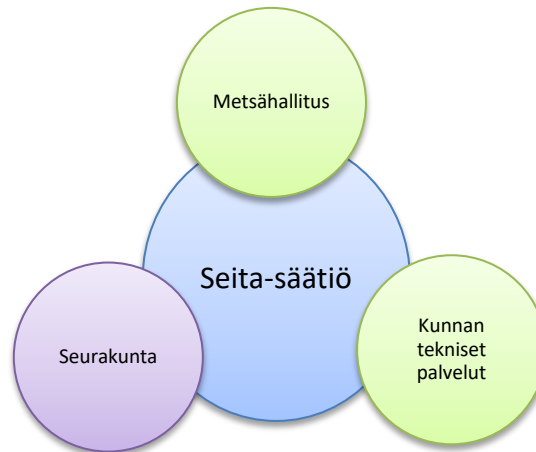 Metsähallitus
Seita-säätiö
Seurakunta
Kunnan
tekniset
palvelut